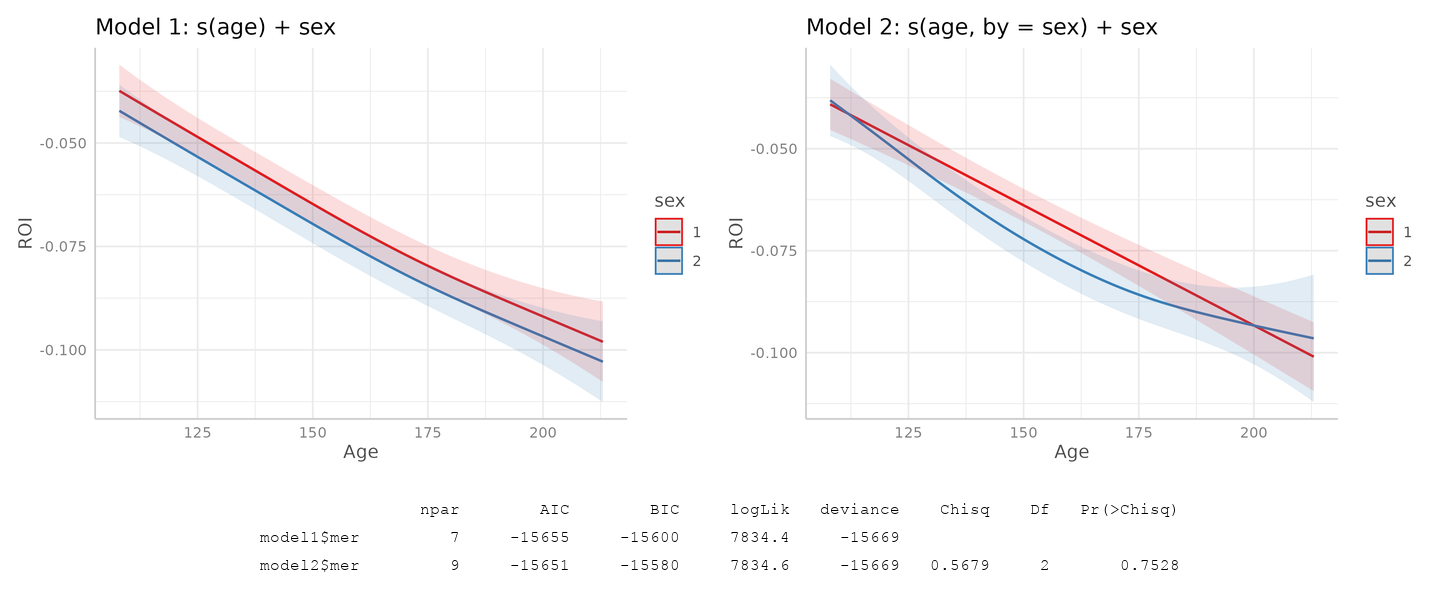 Model 1: s(age) + sex
-0.050
-0.075
-0.100
ROI
125 150 175 200
Age
sex
1
2
Model 2: s(age, by = sex) + sex
-0.050
-0.075
-0.100
ROI
125 150 175 200
Age
sex
1
2
npar AIC BIC logLik deviance Chisq Df Pr(>Chisq)
model1$mer 7 -15655 -15600 7834.4 -15669
model2$mer 9 -15651 -15580 7834.6 -15669 0.5679 2 0.7528